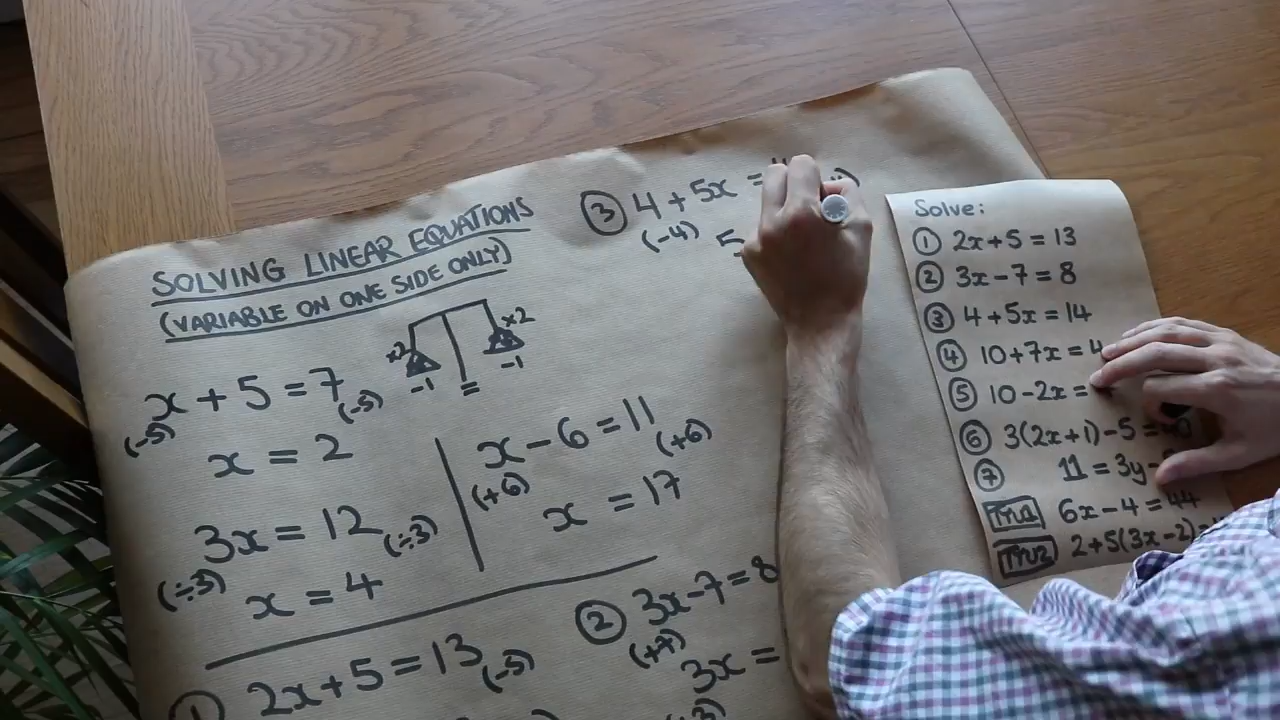 SOLVING LINEAR EQUATIONS
(VARIABLE ON ONE SIDE ONLY)
×2 ×2
-1 = -1
x + 5 = 7
(-5) (-5)
x = 2
3x = 12
(÷3) (÷3)
x = 4
x - 6 = 11
(+6) (+6)
x = 17
① 2x + 5 = 13 (-5)
② 3x - 7 = 8
(+7)
3x =
③ 4 + 5x =
(-4)
5
Solve:
① 2x + 5 = 13
② 3x - 7 = 8
③ 4 + 5x = 14
④ 10 + 7x = 4
⑤ 10 - 2x =
⑥ 3(2x + 1) - 5 =
⑦ 11 = 3y -
6x - 4 = 44
2 + 5(3x - 2) =